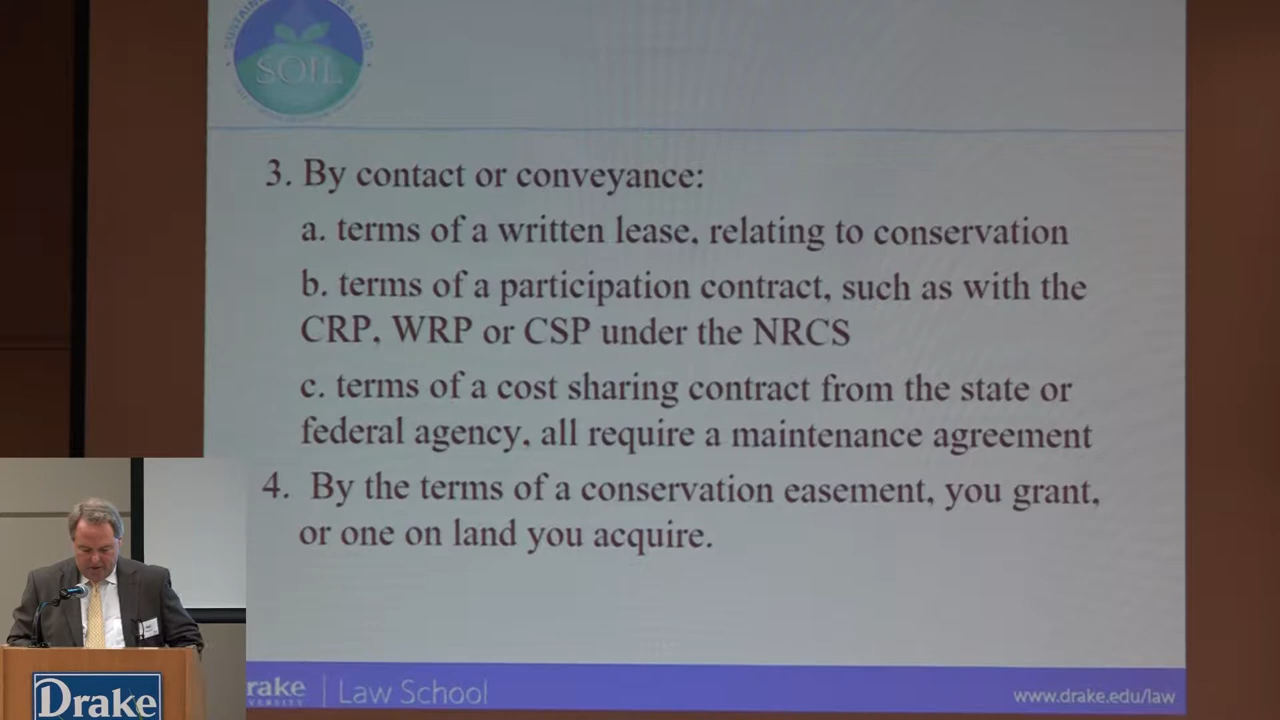 SOIL
3. By contact or conveyance:
a. terms of a written lease, relating to conservation
b. terms of a participation contract, such as with the
CRP, WRP or CSP under the NRCS
c. terms of a cost sharing contract from the state or
federal agency, all require a maintenance agreement
4. By the terms of a conservation easement, you grant,
or one on land you acquire.
rake
VERSITY
Law School
www.drake.edu/law
Drake